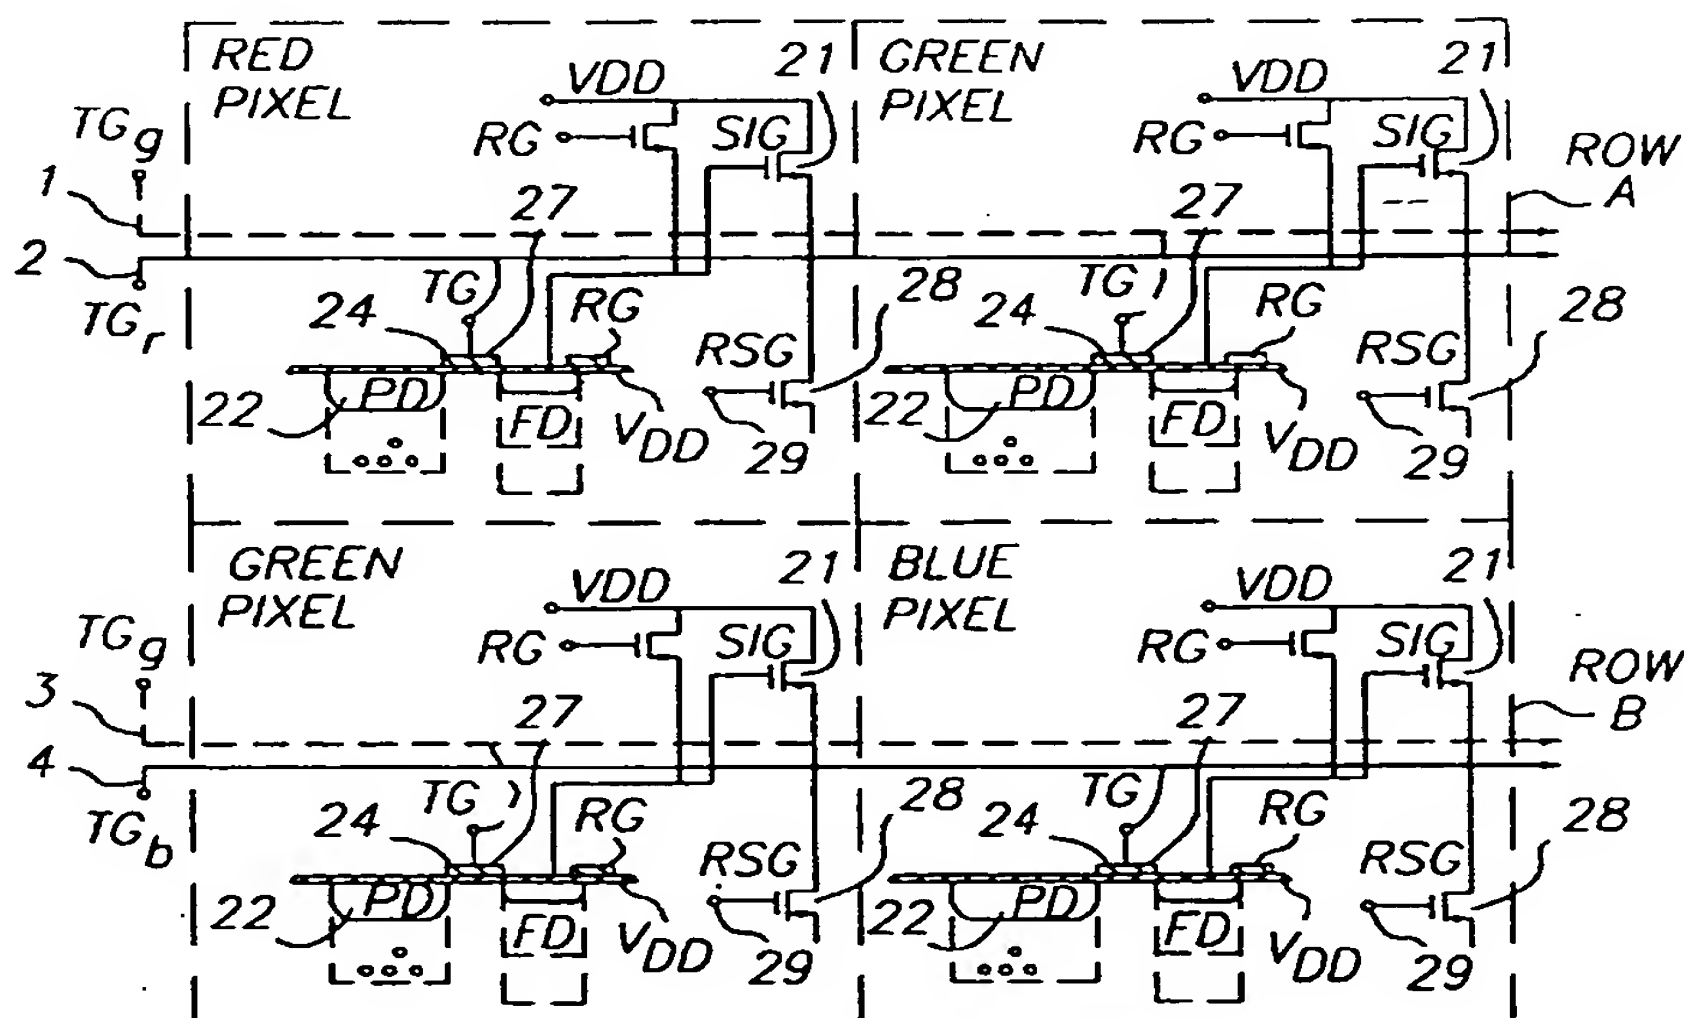 RED PIXEL
VDD
21
RG
SIG
GREEN PIXEL
VDD
21
RG
SIG
ROW A
TGg
1
2
TGr
27
TG
24
RG
28
RSG
22
PD
FD
VDD
29
27
TG
24
RG
28
RSG
22
PD
FD
VDD
29
GREEN PIXEL
VDD
21
RG
SIG
BLUE PIXEL
VDD
21
RG
SIG
ROW B
TGg
3
4
TGb
27
TG
24
RG
28
RSG
22
PD
FD
VDD
29
27
TG
24
RG
28
RSG
22
PD
FD
VDD
29